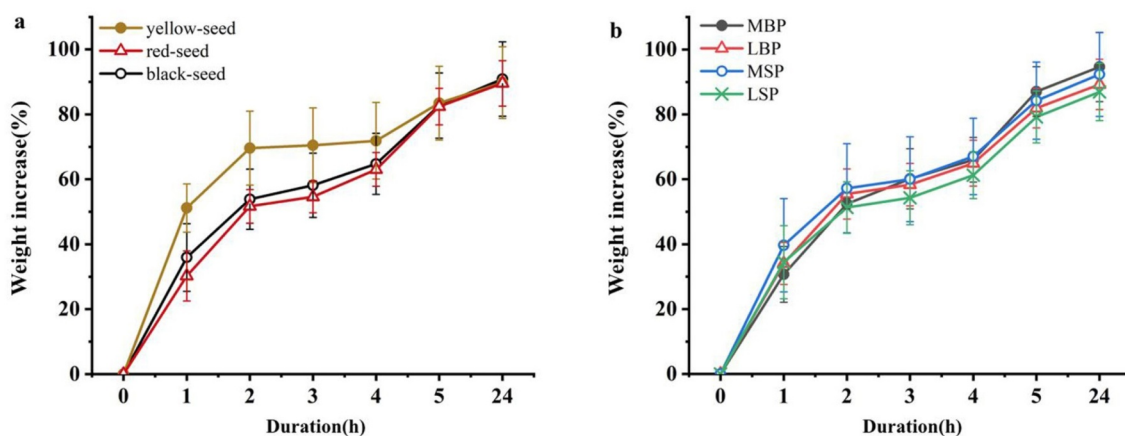 a
yellow-seed
red-seed
black-seed
Weight increase(%)
100
80
60
40
20
0
0 1 2 3 4 5 24
Duration(h)
b
MBP
LBP
MSP
LSP
Weight increase(%)
100
80
60
40
20
0
0 1 2 3 4 5 24
Duration(h)